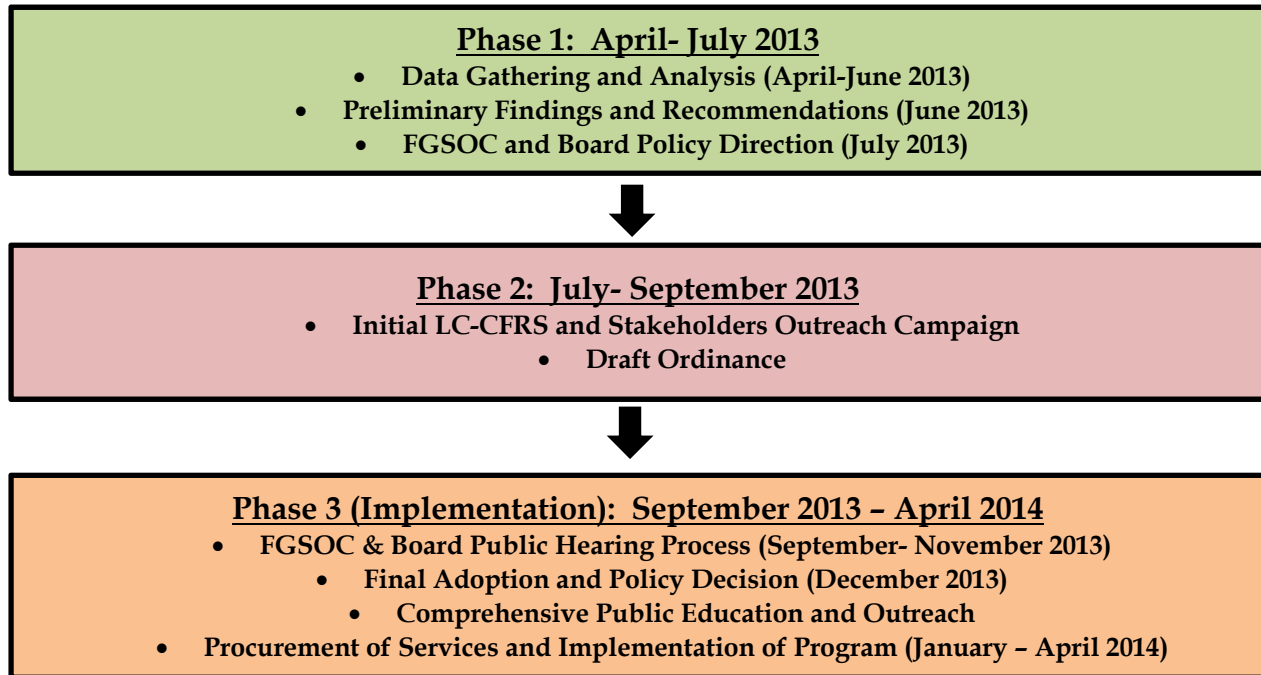 Phase 1:  April- July 2013
• Data Gathering and Analysis (April-June 2013)
• Preliminary Findings and Recommendations (June 2013)
• FGSOC and Board Policy Direction (July 2013)
Phase 2:  July- September 2013
• Initial LC-CFRS and Stakeholders Outreach Campaign
• Draft Ordinance
Phase 3 (Implementation):  September 2013 – April 2014
• FGSOC & Board Public Hearing Process (September- November 2013)
• Final Adoption and Policy Decision (December 2013)
• Comprehensive Public Education and Outreach
• Procurement of Services and Implementation of Program (January – April 2014)